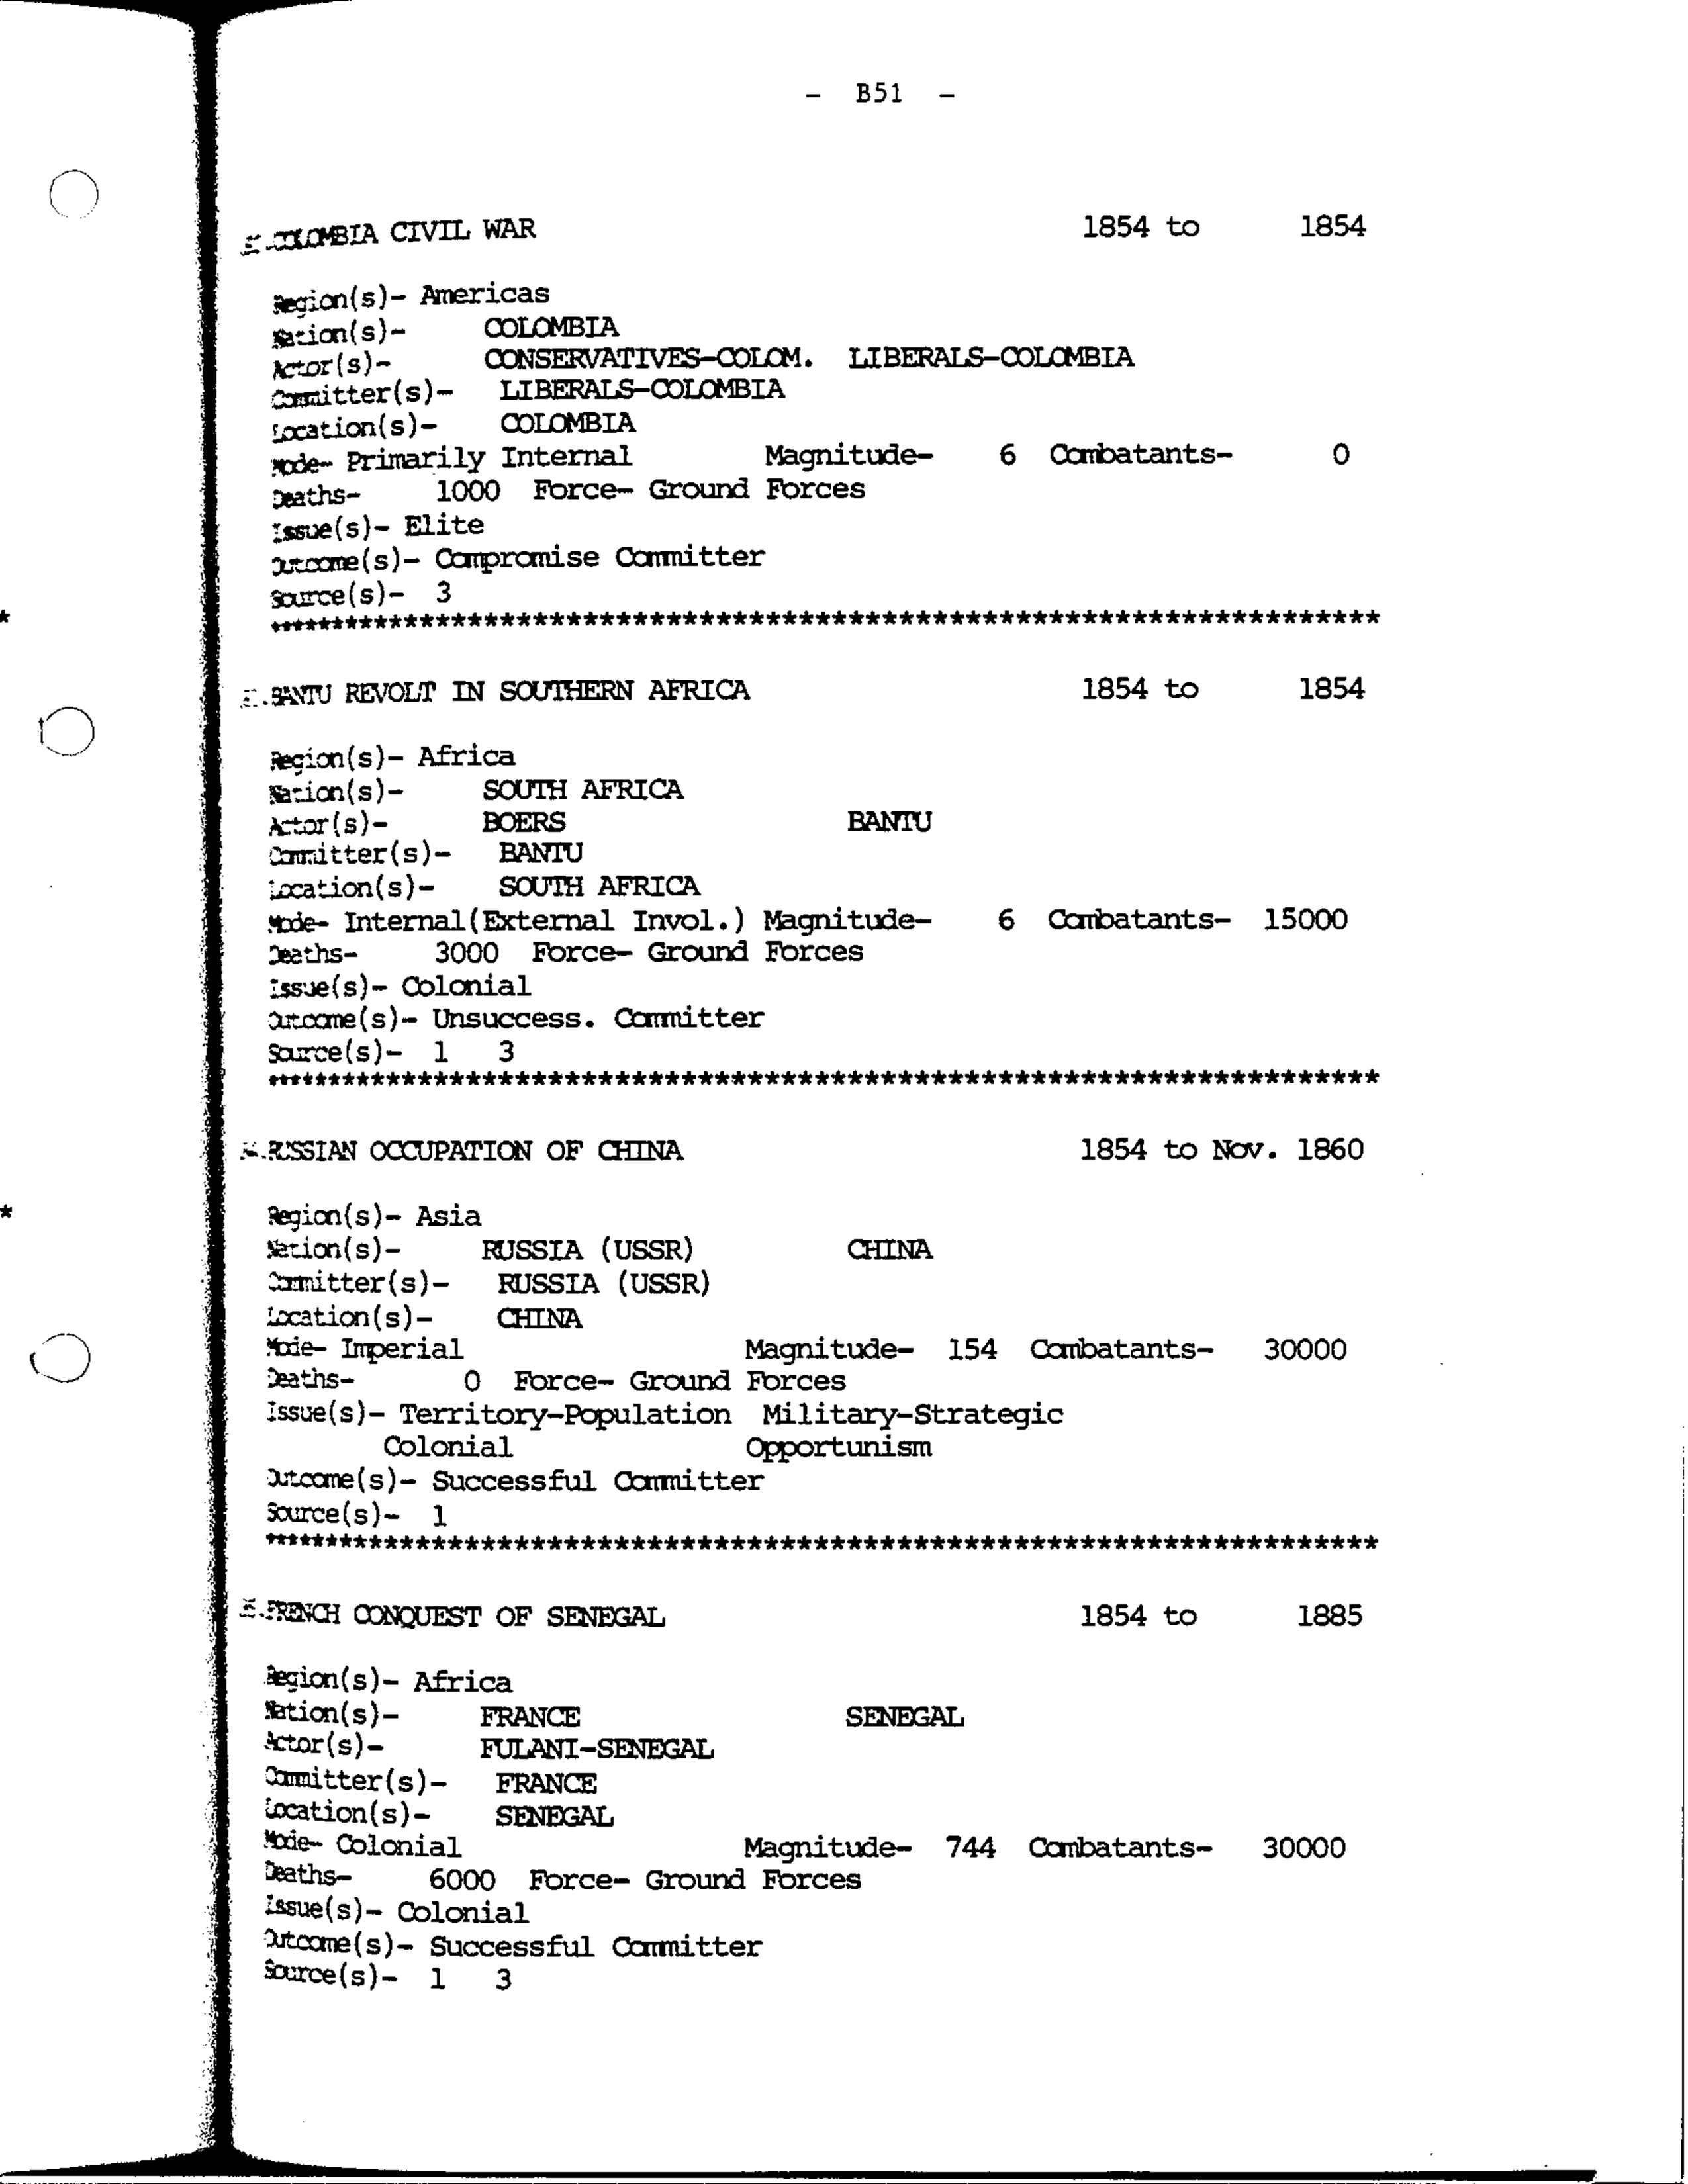 - B51 -
COLOMBIA CIVIL WAR 1854 to 1854
Region(s)- Americas
Nation(s)- COLOMBIA
Actor(s)- CONSERVATIVES-COLOM. LIBERALS-COLOMBIA
Committer(s)- LIBERALS-COLOMBIA
Location(s)- COLOMBIA
Mode- Primarily Internal Magnitude- 6 Combatants- 0
Deaths- 1000 Force- Ground Forces
Issue(s)- Elite
Outcome(s)- Compromise Committer
Source(s)- 3
*******************************************************************
BANTU REVOLT IN SOUTHERN AFRICA 1854 to 1854
Region(s)- Africa
Nation(s)- SOUTH AFRICA
Actor(s)- BOERS BANTU
Committer(s)- BANTU
Location(s)- SOUTH AFRICA
Mode- Internal(External Invol.) Magnitude- 6 Combatants- 15000
Deaths- 3000 Force- Ground Forces
Issue(s)- Colonial
Outcome(s)- Unsuccess. Committer
Source(s)- 1 3
*******************************************************************
RUSSIAN OCCUPATION OF CHINA 1854 to Nov. 1860
Region(s)- Asia
Nation(s)- RUSSIA (USSR) CHINA
Committer(s)- RUSSIA (USSR)
Location(s)- CHINA
Mode- Imperial Magnitude- 154 Combatants- 30000
Deaths- 0 Force- Ground Forces
Issue(s)- Territory-Population Military-Strategic
Colonial Opportunism
Outcome(s)- Successful Committer
Source(s)- 1
*******************************************************************
FRENCH CONQUEST OF SENEGAL 1854 to 1885
Region(s)- Africa
Nation(s)- FRANCE SENEGAL
Actor(s)- FULANI-SENEGAL
Committer(s)- FRANCE
Location(s)- SENEGAL
Mode- Colonial Magnitude- 744 Combatants- 30000
Deaths- 6000 Force- Ground Forces
Issue(s)- Colonial
Outcome(s)- Successful Committer
Source(s)- 1 3